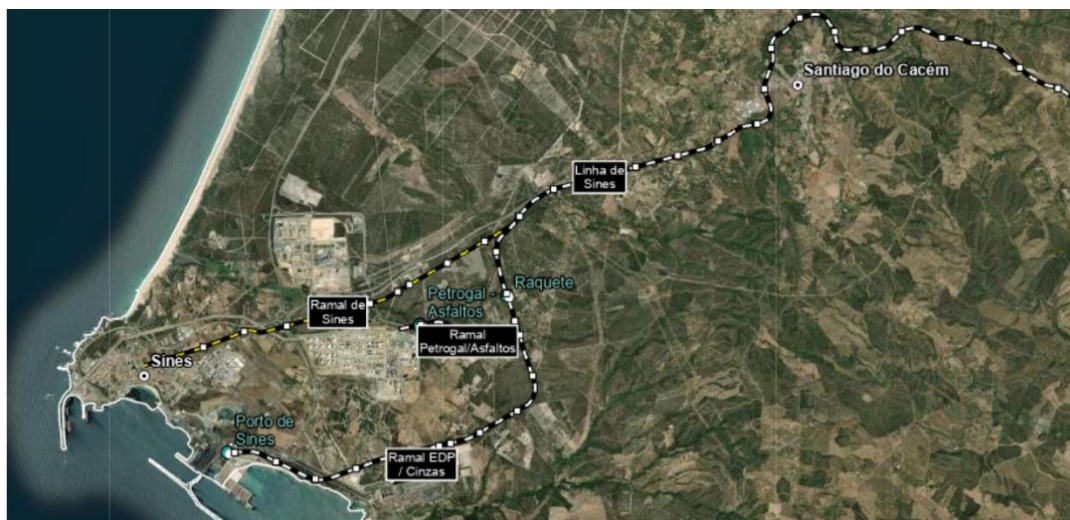 Santiago do Cacém
Linha de
Sines
Raquete
Petrogal -
Asfaltos
Ramal de
Sines
Ramal
Petrogal/Asfaltos
Sines
Porto de
Sines
Ramal EDP
/ Cinzas